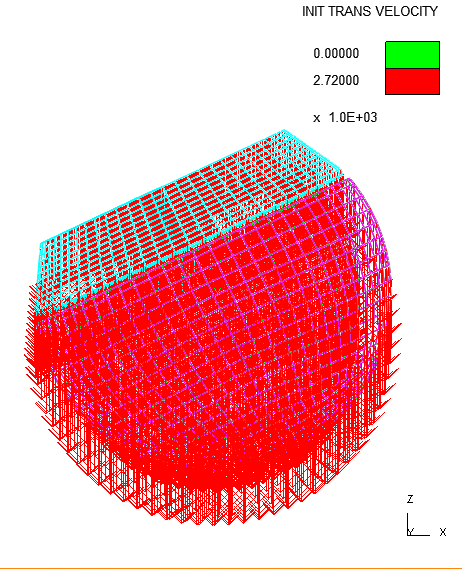 INIT TRANS VELOCITY
0.00000
2.72000
x 1.0E+03
Z
Y X